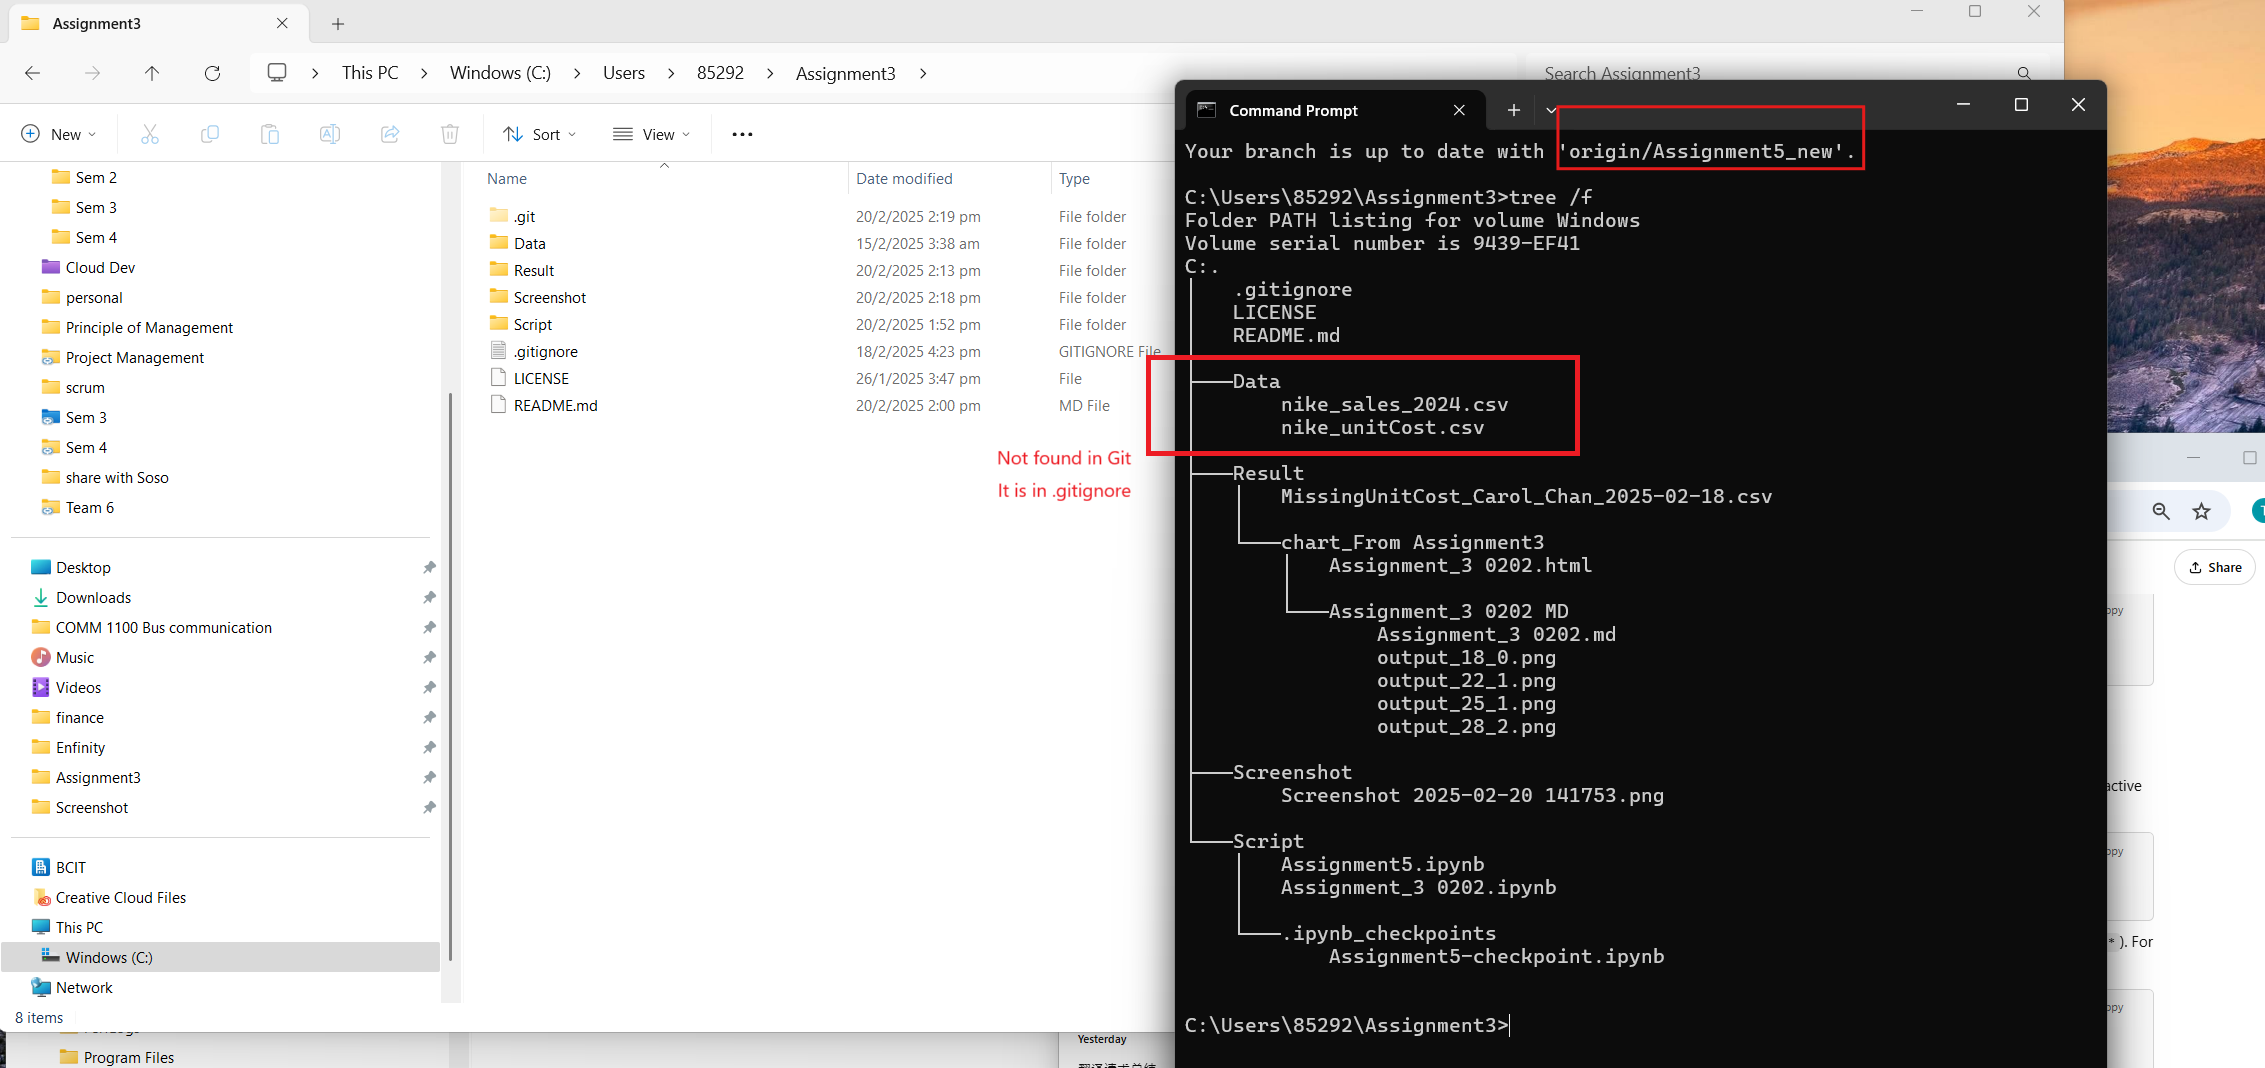 Assignment3
This PC
Windows (C:)
Users
85292
Assignment3
Search Assignment3
New
Sort
View
Sem 2
Sem 3
Sem 4
Cloud Dev
personal
Principle of Management
Project Management
scrum
Sem 3
Sem 4
share with Soso
Team 6
Desktop
Downloads
COMM 1100 Bus communication
Music
Videos
finance
Enfinity
Assignment3
Screenshot
BCIT
Creative Cloud Files
This PC
Windows (C:)
Network
8 items
Program Files
Name Date modified Type
.git 20/2/2025 2:19 pm File folder
Data 15/2/2025 3:38 am File folder
Result 20/2/2025 2:13 pm File folder
Screenshot 20/2/2025 2:18 pm File folder
Script 20/2/2025 1:52 pm File folder
.gitignore 18/2/2025 4:23 pm GITIGNORE File
LICENSE 26/1/2025 3:47 pm File
README.md 20/2/2025 2:00 pm MD File
Not found in Git
It is in .gitignore
Command Prompt
Your branch is up to date with 'origin/Assignment5_new'.
C:\Users\85292\Assignment3>tree /f
Folder PATH listing for volume Windows
Volume serial number is 9439-EF41
C:.
.gitignore
LICENSE
README.md
Data
nike_sales_2024.csv
nike_unitCost.csv
Result
MissingUnitCost_Carol_Chan_2025-02-18.csv
chart_From Assignment3
Assignment_3 0202.html
Assignment_3 0202 MD
Assignment_3 0202.md
output_18_0.png
output_22_1.png
output_25_1.png
output_28_2.png
Screenshot
Screenshot 2025-02-20 141753.png
Script
Assignment5.ipynb
Assignment_3 0202.ipynb
.ipynb_checkpoints
Assignment5-checkpoint.ipynb
C:\Users\85292\Assignment3>
Share
active
* ). For
Yesterday